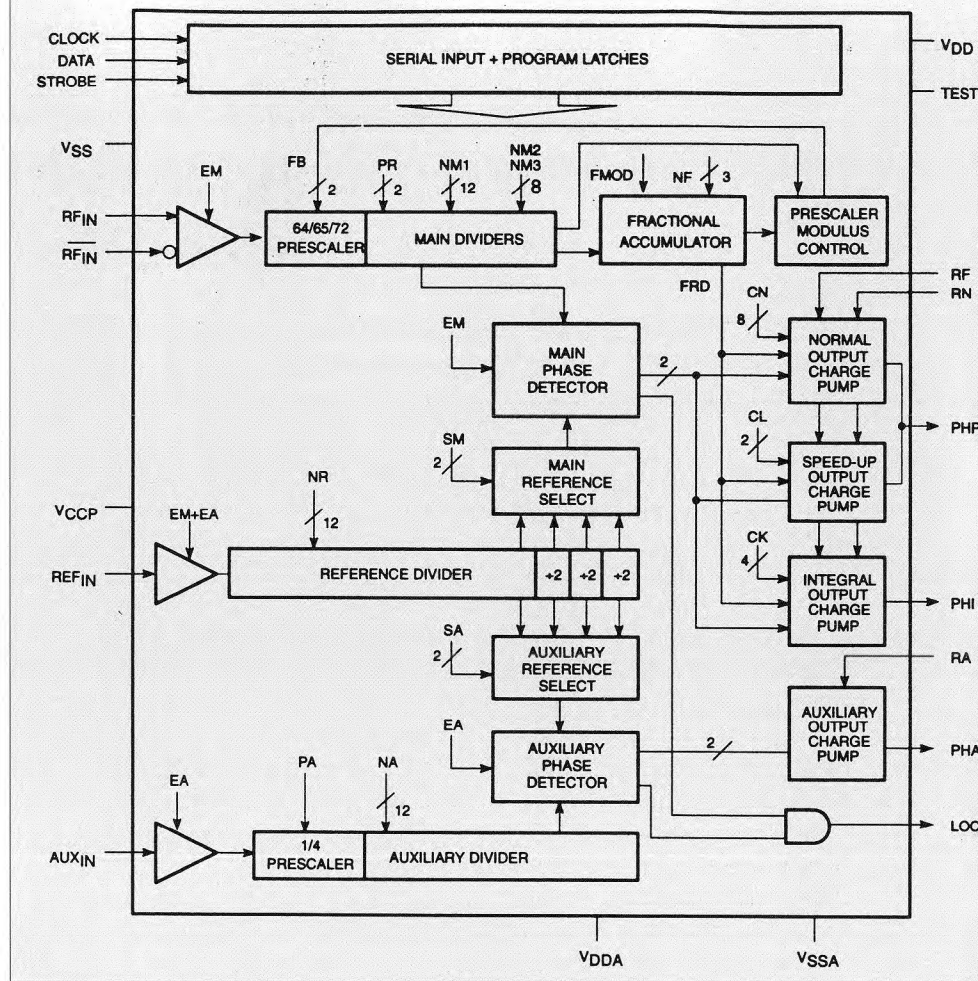 CLOCK
DATA
STROBE
SERIAL INPUT + PROGRAM LATCHES
VDD
TEST
VSS
EM
FB
2
PR
2
NM1
12
NM2
NM3
8
FMOD
NF
3
RFIN
RFIN
64/65/72
PRESCALER
MAIN DIVIDERS
FRACTIONAL
ACCUMULATOR
PRESCALER
MODULUS
CONTROL
FRD
RF
RN
CN
8
EM
MAIN
PHASE
DETECTOR
2
NORMAL
OUTPUT
CHARGE
PUMP
PHP
SM
2
MAIN
REFERENCE
SELECT
CL
2
SPEED-UP
OUTPUT
CHARGE
PUMP
VCCP
EM+EA
NR
12
REFIN
REFERENCE DIVIDER
÷2
÷2
÷2
CK
4
INTEGRAL
OUTPUT
CHARGE
PUMP
PHI
SA
2
AUXILIARY
REFERENCE
SELECT
RA
EA
AUXILIARY
PHASE
DETECTOR
2
AUXILIARY
OUTPUT
CHARGE
PUMP
PHA
EA
PA
NA
12
AUXIN
1/4
PRESCALER
AUXILIARY DIVIDER
LOC
VDDA
VSSA